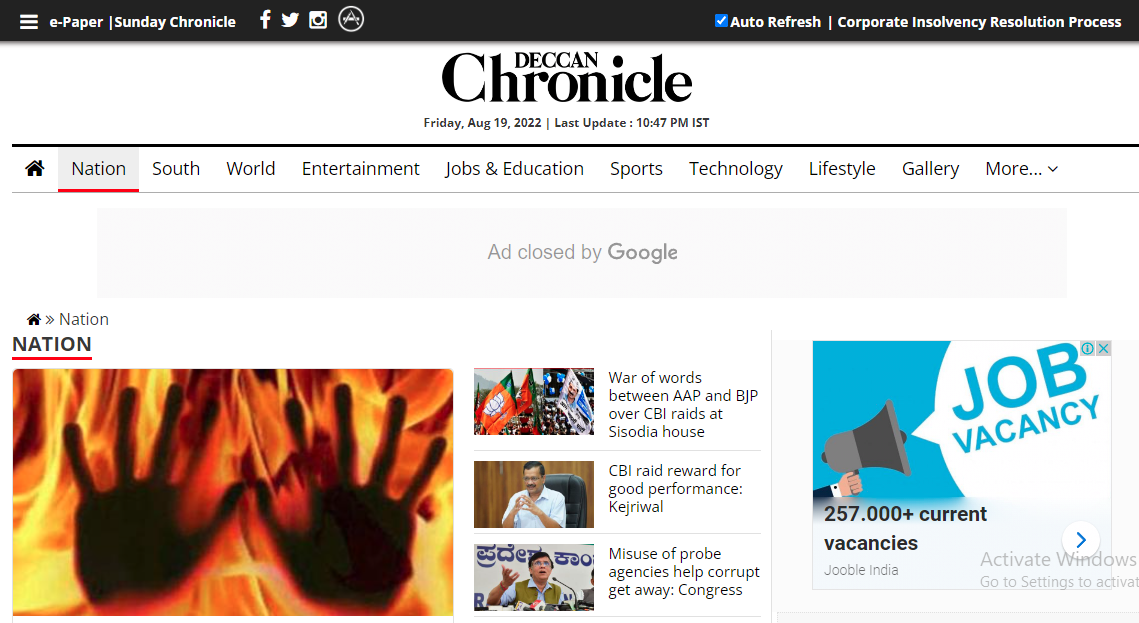 e-Paper |Sunday Chronicle
Auto Refresh | Corporate Insolvency Resolution Process
DECCAN
Chronicle
Friday, Aug 19, 2022 | Last Update : 10:47 PM IST
Nation South World Entertainment Jobs & Education Sports Technology Lifestyle Gallery More...
Ad closed by Google
» Nation
NATION
War of words
between AAP and BJP
over CBI raids at
Sisodia house
CBI raid reward for
good performance:
Kejriwal
ಪ್ರದೇಶ ಕಾಂ
Misuse of probe
agencies help corrupt
get away: Congress
JOB
VACANCY
257.000+ current
vacancies
Jooble India
Activate Windows
Go to Settings to activat